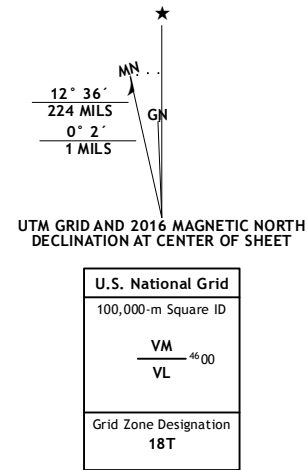 ★
MN
GN
12° 36´
224 MILS
0° 2´
1 MILS
UTM GRID AND 2016 MAGNETIC NORTH
DECLINATION AT CENTER OF SHEET
U.S. National Grid
100,000-m Square ID
VM
4600
VL
Grid Zone Designation
18T